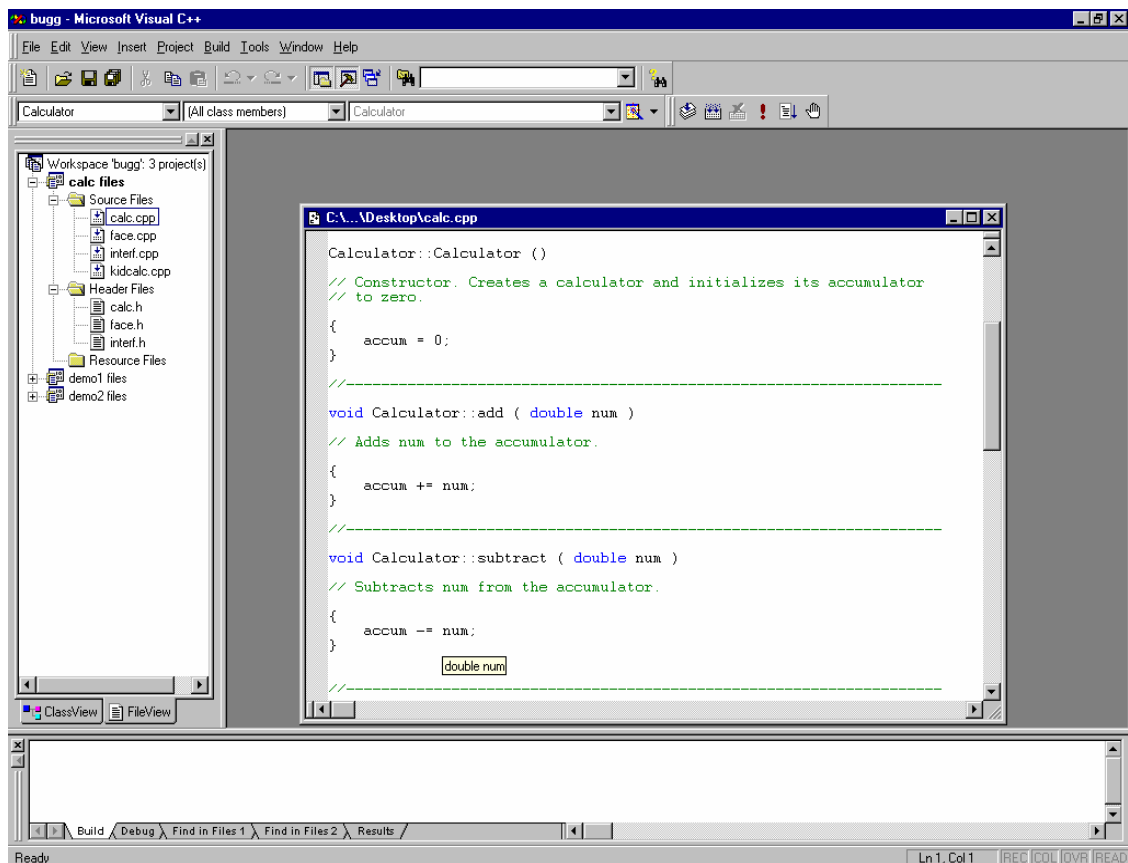 bugg - Microsoft Visual C++
File Edit View Insert Project Build Tools Window Help
Calculator (All class members) Calculator
Workspace 'bugg': 3 project(s)
calc files
Source Files
calc.cpp
face.cpp
interf.cpp
kidcalc.cpp
Header Files
calc.h
face.h
interf.h
Resource Files
demo1 files
demo2 files
ClassView FileView
C:\...\Desktop\calc.cpp
Calculator::Calculator ()
// Constructor. Creates a calculator and initializes its accumulator
// to zero.
{
accum = 0;
}
//--------------------------------------------------------------------
void Calculator::add ( double num )
// Adds num to the accumulator.
{
accum += num;
}
//--------------------------------------------------------------------
void Calculator::subtract ( double num )
// Subtracts num from the accumulator.
{
accum -= num;
}
double num
//--------------------------------------------------------------------
Build Debug Find in Files 1 Find in Files 2 Results
Ready Ln 1, Col 1 REC COL OVR READ